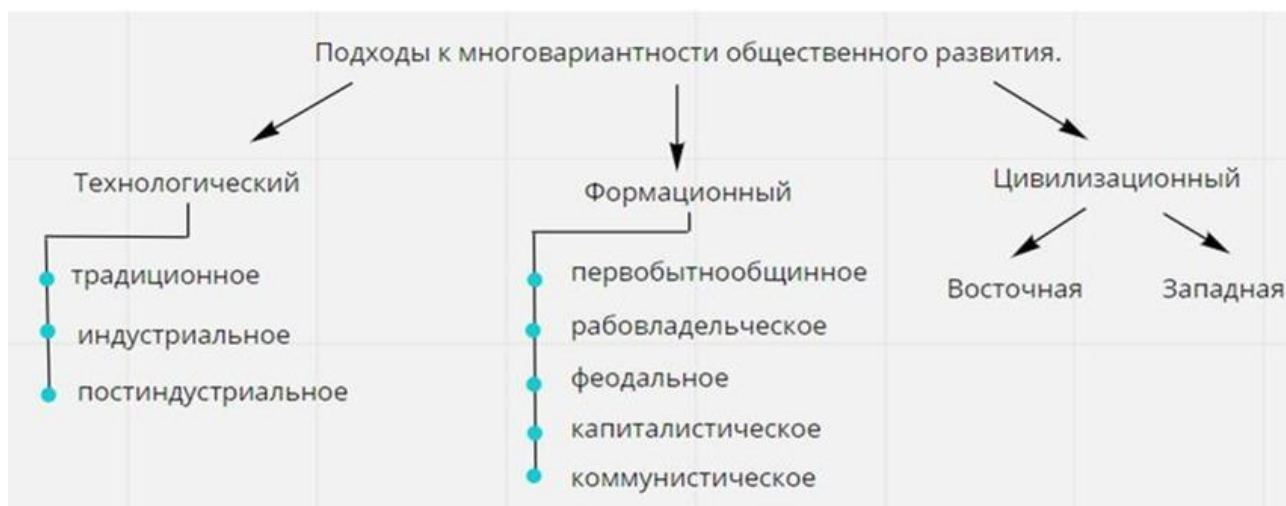 Подходы к многовариантности общественного развития.
Технологический
традиционное
индустриальное
постиндустриальное
Формационный
первобытнообщинное
рабовладельческое
феодальное
капиталистическое
коммунистическое
Цивилизационный
Восточная
Западная